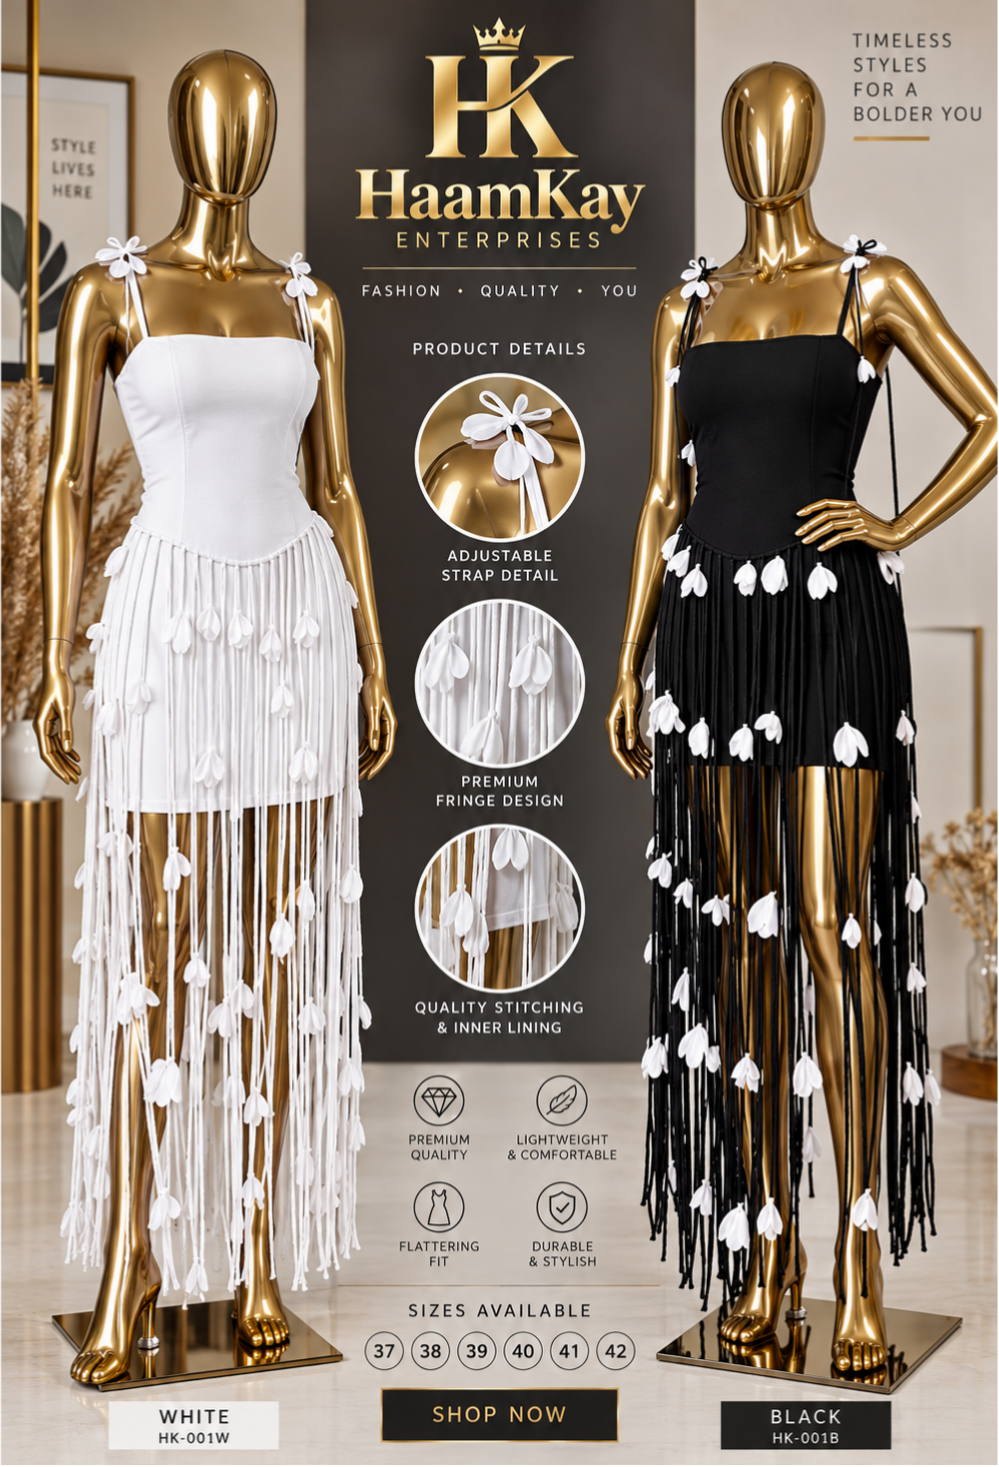 STYLE
LIVES
HERE
HK
HaamKay
ENTERPRISES
FASHION • QUALITY • YOU
TIMELESS
STYLES
FOR A
BOLDER YOU
PRODUCT DETAILS
ADJUSTABLE
STRAP DETAIL
PREMIUM
FRINGE DESIGN
QUALITY STITCHING
& INNER LINING
PREMIUM
QUALITY
LIGHTWEIGHT
& COMFORTABLE
FLATTERING
FIT
DURABLE
& STYLISH
SIZES AVAILABLE
37 38 39 40 41 42
SHOP NOW
WHITE
HK-001W
BLACK
HK-001B